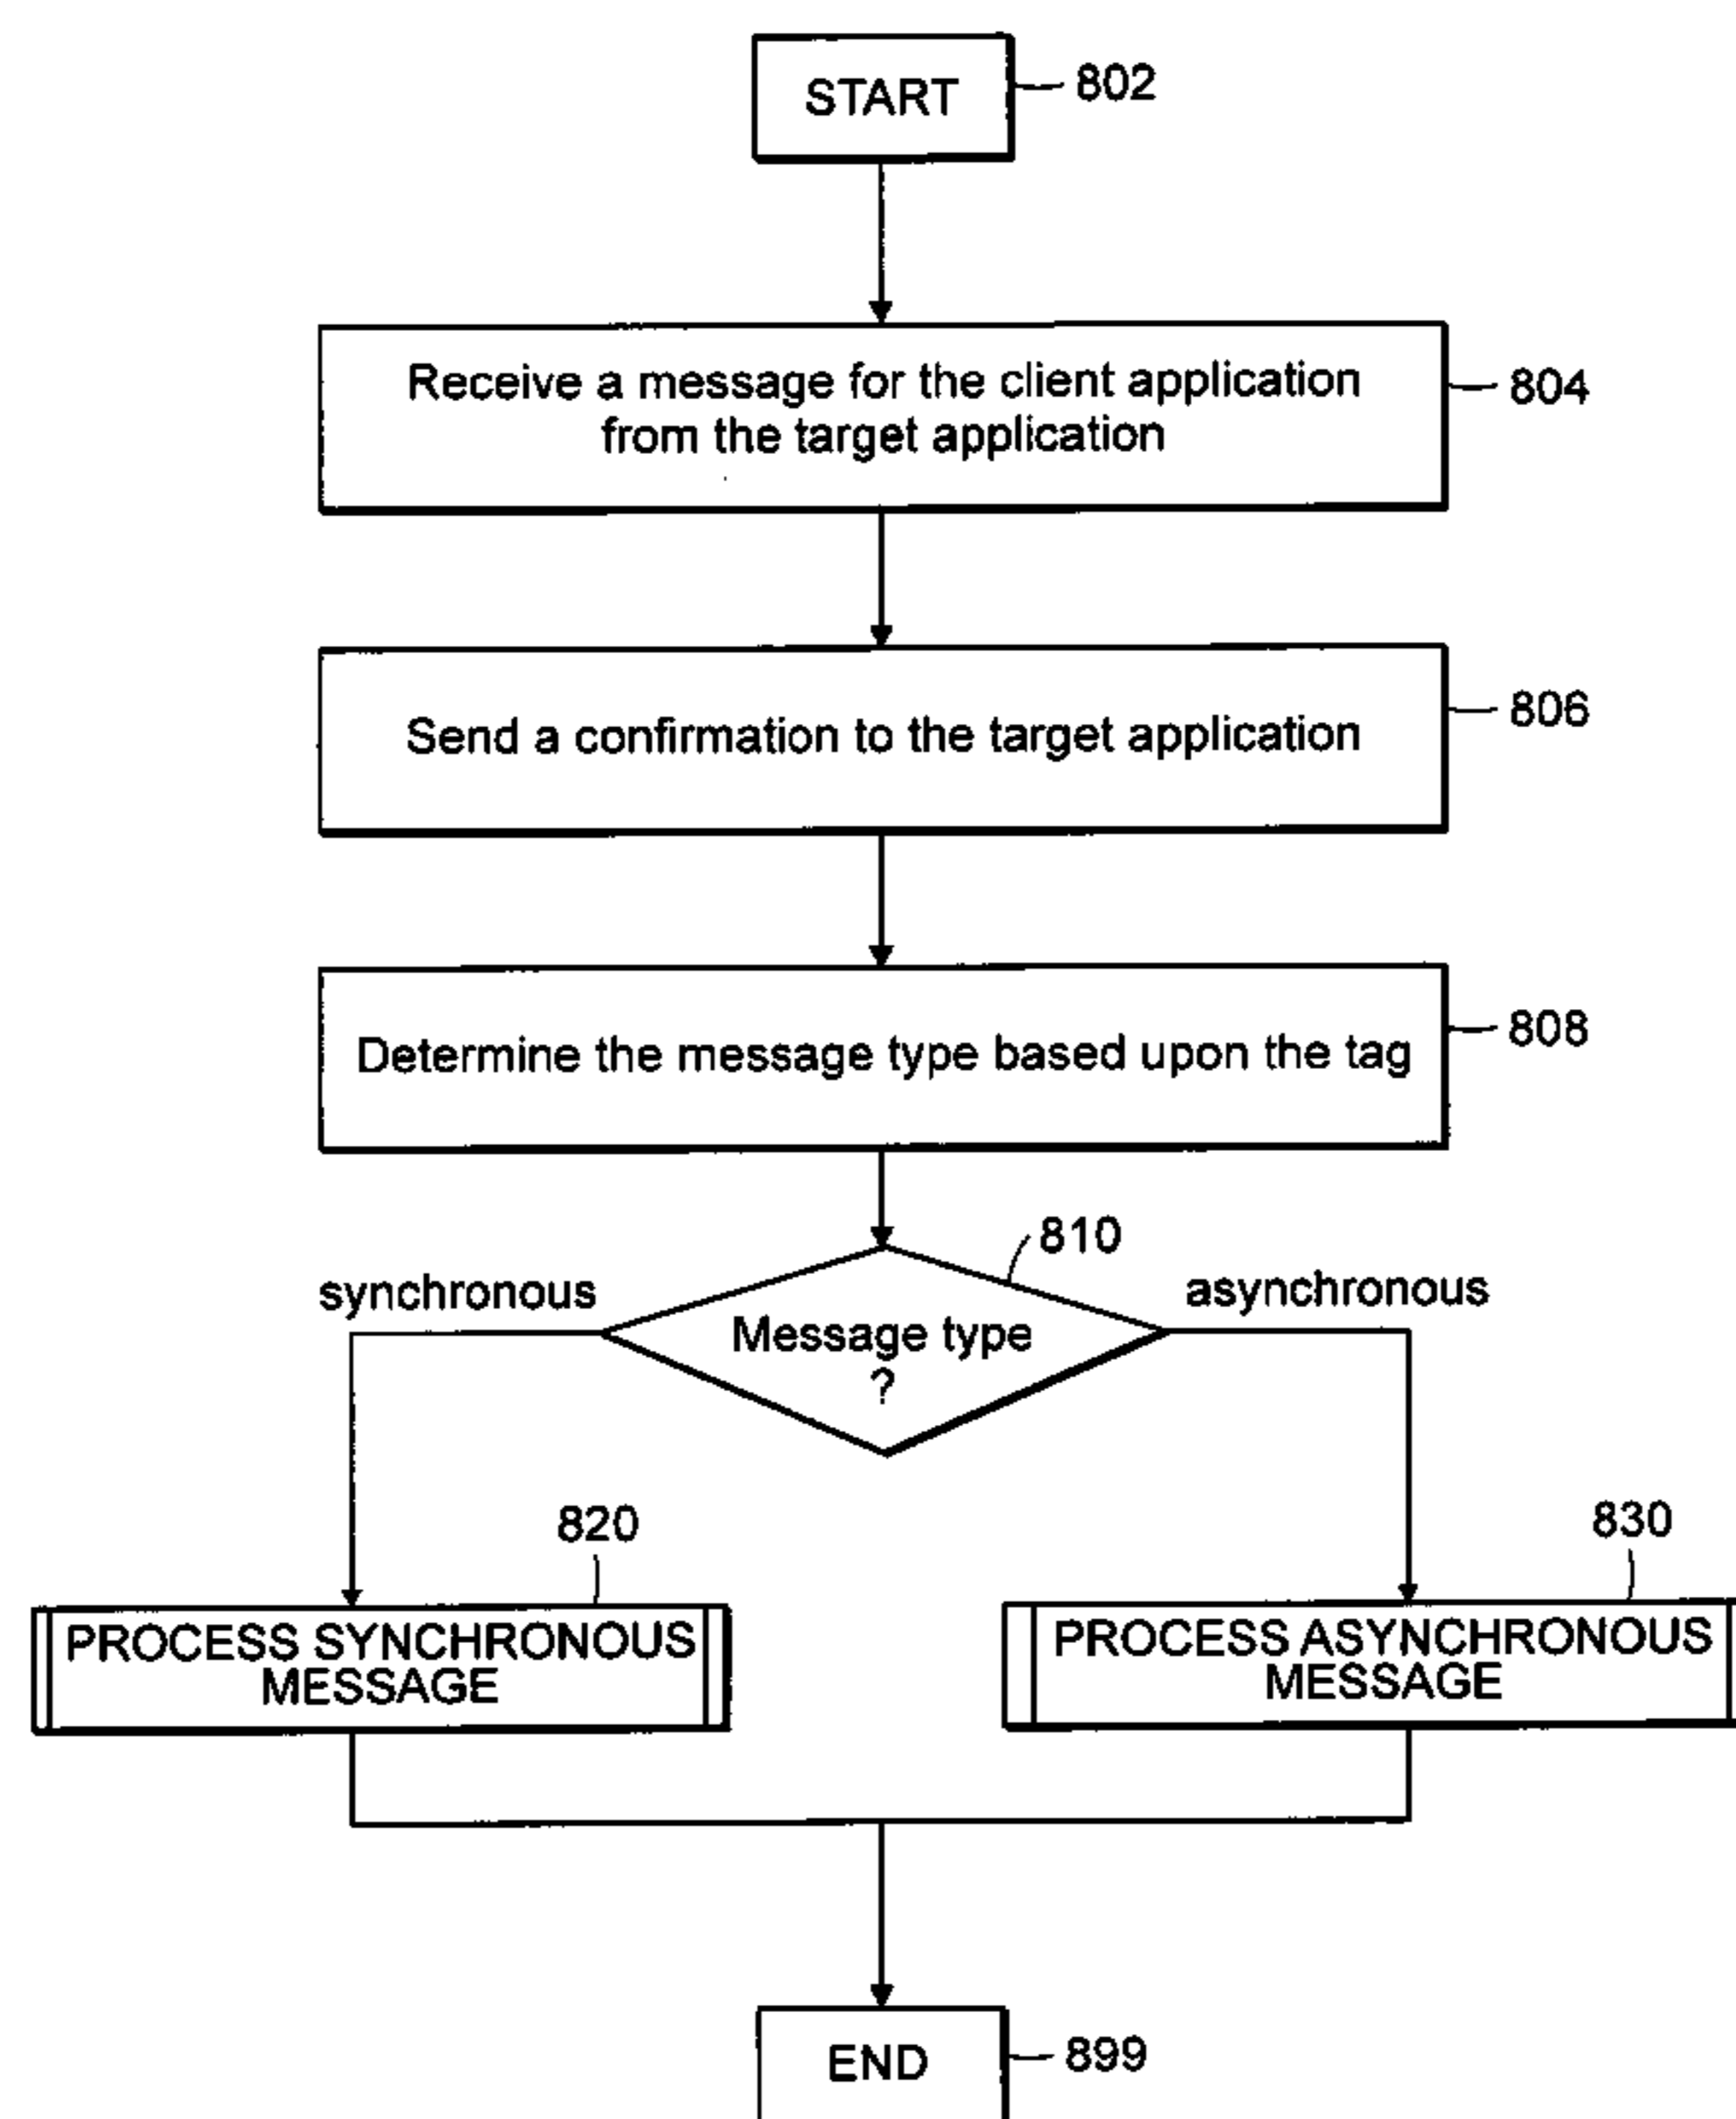 START
802
Receive a message for the client application
from the target application
804
Send a confirmation to the target application
806
Determine the message type based upon the tag
808
810
synchronous
Message type
?
asynchronous
820
830
PROCESS SYNCHRONOUS
MESSAGE
PROCESS ASYNCHRONOUS
MESSAGE
END
899